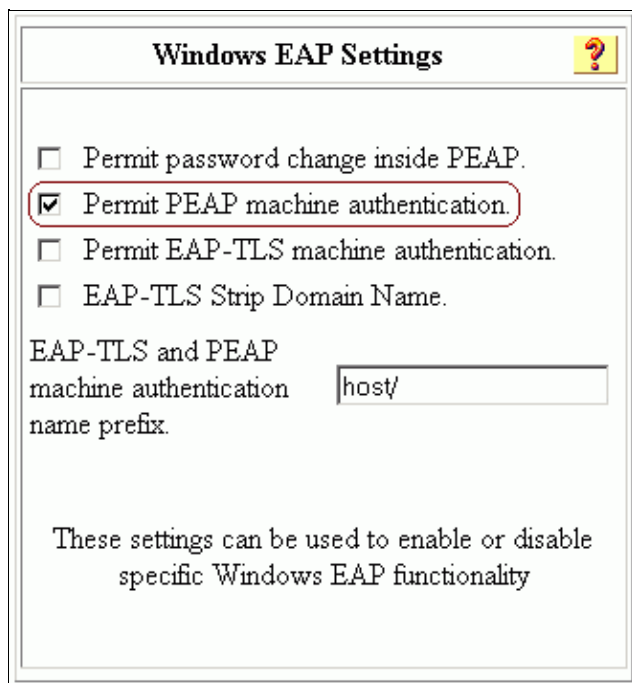 Windows EAP Settings
?
Permit password change inside PEAP.
Permit PEAP machine authentication.
Permit EAP-TLS machine authentication.
EAP-TLS Strip Domain Name.
EAP-TLS and PEAP
machine authentication
name prefix.
host/
These settings can be used to enable or disable
specific Windows EAP functionality